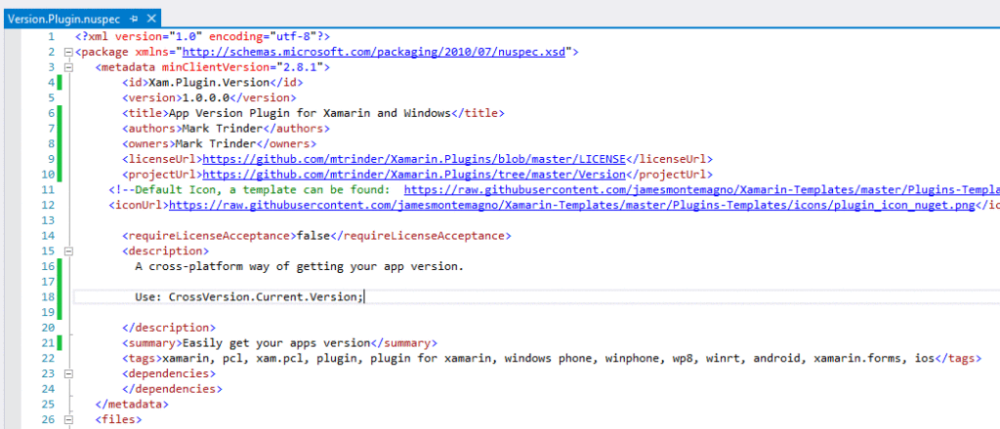 Version.Plugin.nuspec
1 <?xml version="1.0" encoding="utf-8"?>
2 <package xmlns="http://schemas.microsoft.com/packaging/2010/07/nuspec.xsd">
3 <metadata minClientVersion="2.8.1">
4 <id>Xam.Plugin.Version</id>
5 <version>1.0.0.0</version>
6 <title>App Version Plugin for Xamarin and Windows</title>
7 <authors>Mark Trinder</authors>
8 <owners>Mark Trinder</owners>
9 <licenseUrl>https://github.com/mtrinder/Xamarin.Plugins/blob/master/LICENSE</licenseUrl>
10 <projectUrl>https://github.com/mtrinder/Xamarin.Plugins/tree/master/Version</projectUrl>
11 <!--Default Icon, a template can be found: https://raw.githubusercontent.com/jamesmontemagno/Xamarin-Templates/master/Plugins-Templa
12 <iconUrl>https://raw.githubusercontent.com/jamesmontemagno/Xamarin-Templates/master/Plugins-Templates/icons/plugin_icon_nuget.png</ic
13
14 <requireLicenseAcceptance>false</requireLicenseAcceptance>
15 <description>
16 A cross-platform way of getting your app version.
17
18 Use: CrossVersion.Current.Version;
19
20 </description>
21 <summary>Easily get your apps version</summary>
22 <tags>xamarin, pcl, xam.pcl, plugin, plugin for xamarin, windows phone, winphone, wp8, winrt, android, xamarin.forms, ios</tags>
23 <dependencies>
24 </dependencies>
25 </metadata>
26 <files>